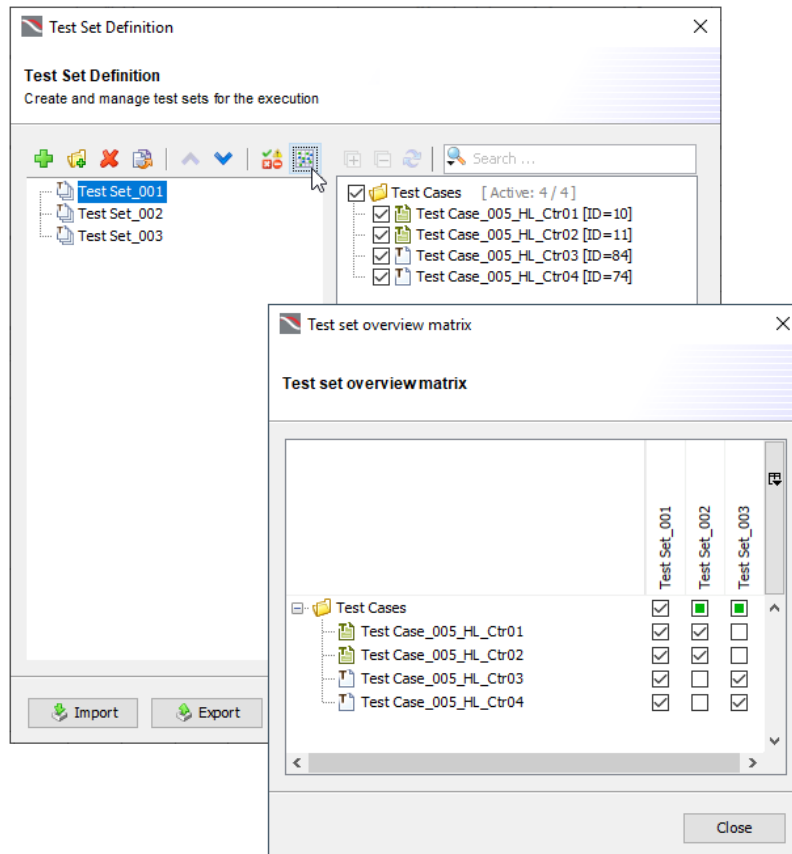 Test Set Definition
Test Set Definition
Create and manage test sets for the execution
Search ...
Test Set_001
Test Set_002
Test Set_003
Test Cases [Active: 4 / 4]
Test Case_005_HL_Ctr01 [ID=10]
Test Case_005_HL_Ctr02 [ID=11]
Test Case_005_HL_Ctr03 [ID=84]
Test Case_005_HL_Ctr04 [ID=74]
Import
Export
Test set overview matrix
Test set overview matrix
Test Set_001
Test Set_002
Test Set_003
Test Cases
Test Case_005_HL_Ctr01
Test Case_005_HL_Ctr02
Test Case_005_HL_Ctr03
Test Case_005_HL_Ctr04
Close